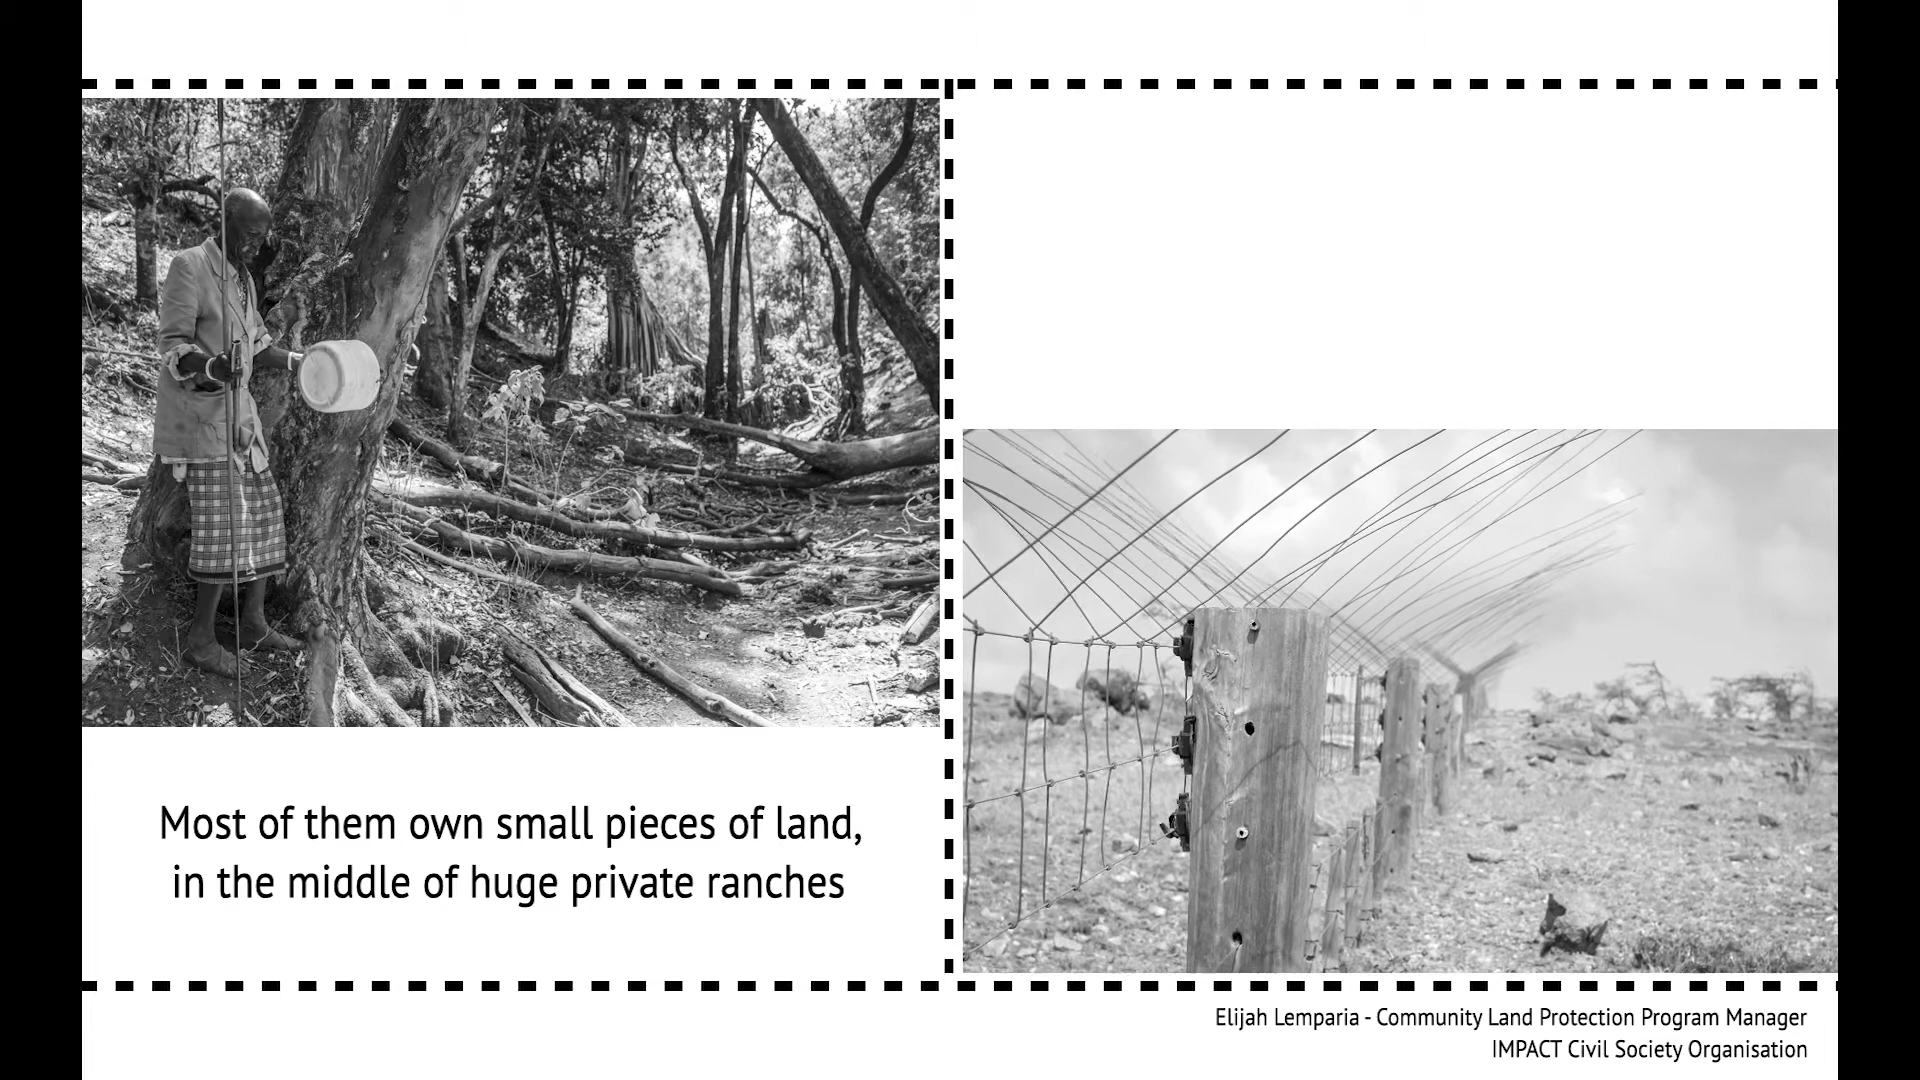 Most of them own small pieces of land,
in the middle of huge private ranches
Elijah Lemparia - Community Land Protection Program Manager
IMPACT Civil Society Organisation